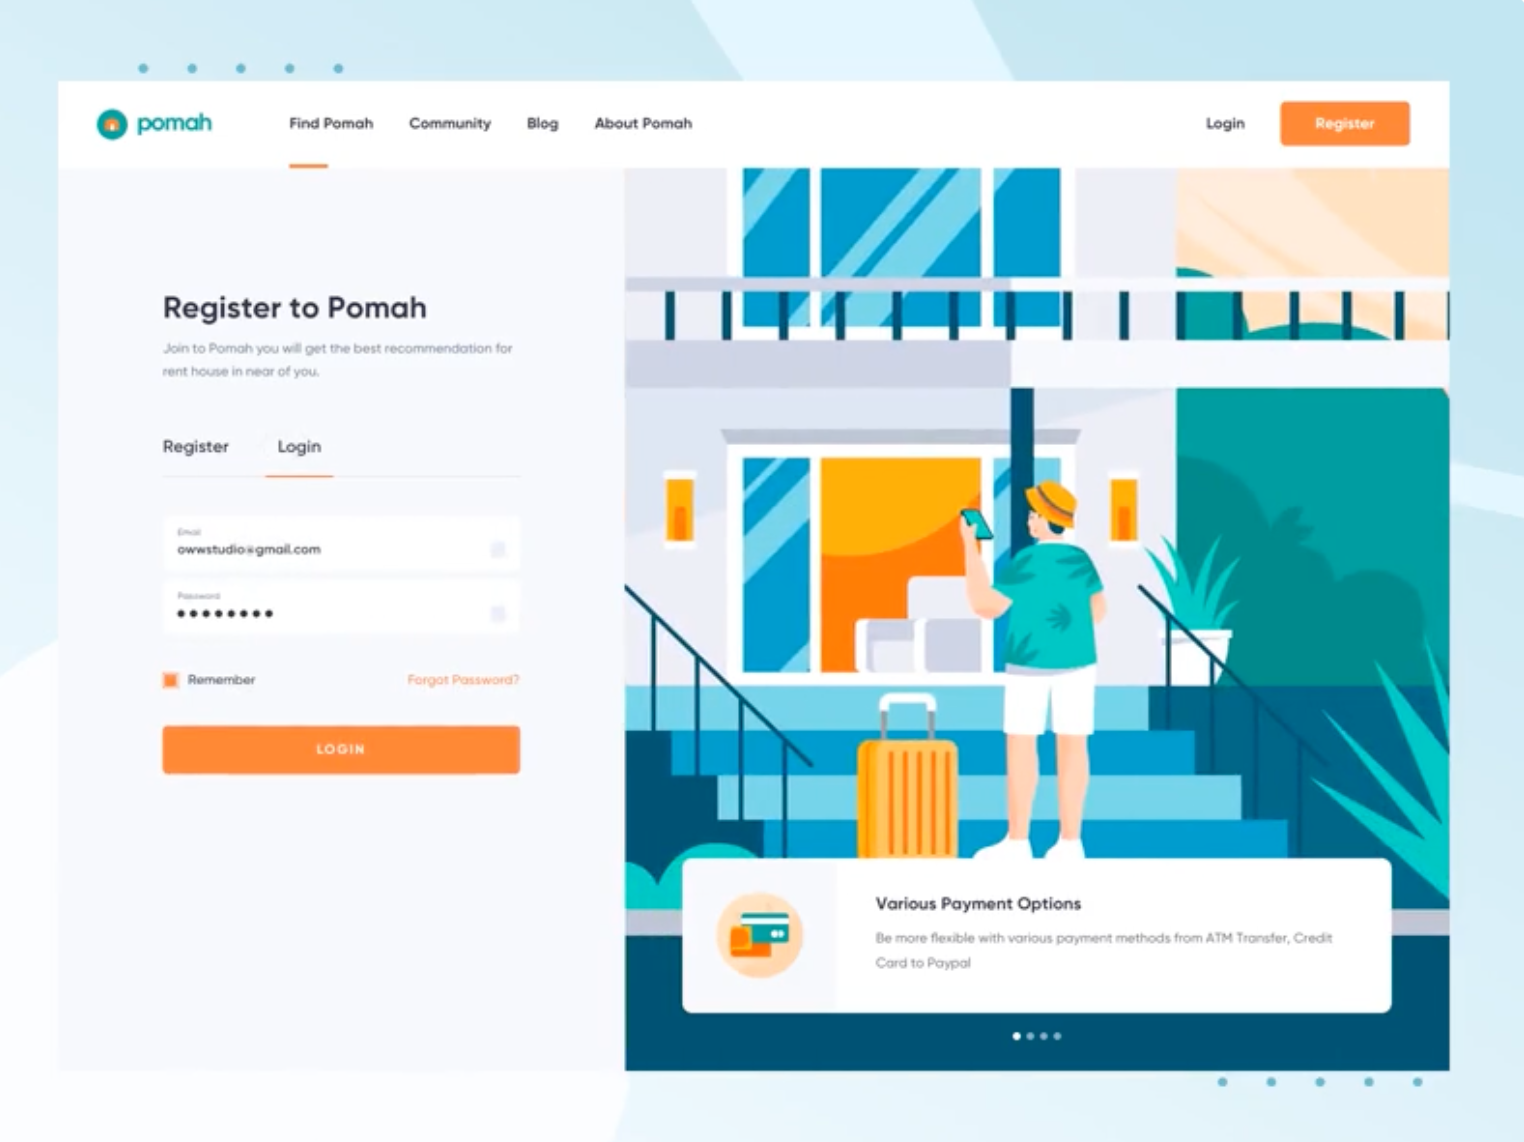 pomah
Find Pomah
Community
Blog
About Pomah
Login
Register
Register to Pomah
Join to Pomah you will get the best recommendation for
rent house in near of you.
Register
Login
Email
owwstudio@gmail.com
Password
Remember
Forgot Password?
LOGIN
Various Payment Options
Be more flexible with various payment methods from ATM Transfer, Credit
Card to Paypal